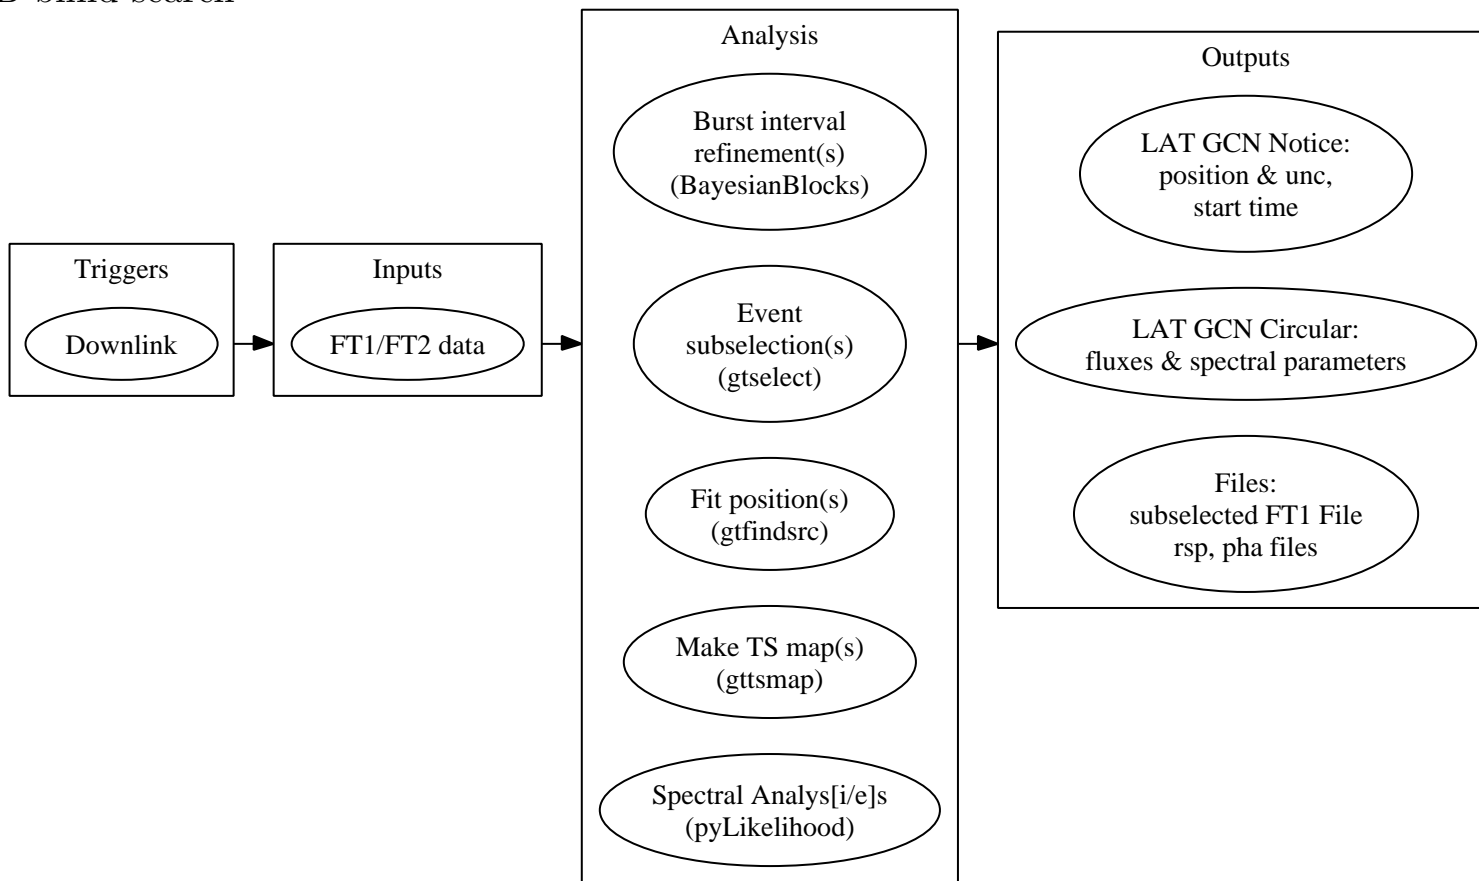 blind search
Triggers
Downlink
Inputs
FT1/FT2 data
Analysis
Burst interval
refinement(s)
(BayesianBlocks)
Event
subselection(s)
(gtselect)
Fit position(s)
(gtfindsrc)
Make TS map(s)
(gttsmap)
Spectral Analys[i/e]s
(pyLikelihood)
Outputs
LAT GCN Notice:
position & unc,
start time
LAT GCN Circular:
fluxes & spectral parameters
Files:
subselected FT1 File
rsp, pha files